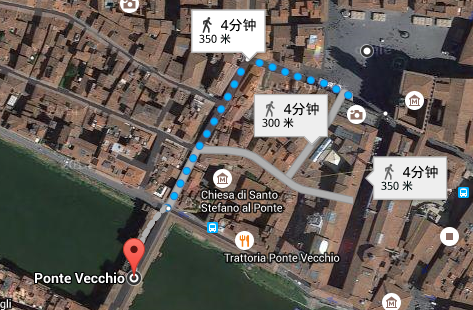 4分钟
350 米
4分钟
300 米
4分钟
350 米
Chiesa di Santo
Stefano al Ponte
Trattoria Ponte Vecchio
Ponte Vecchio
gli